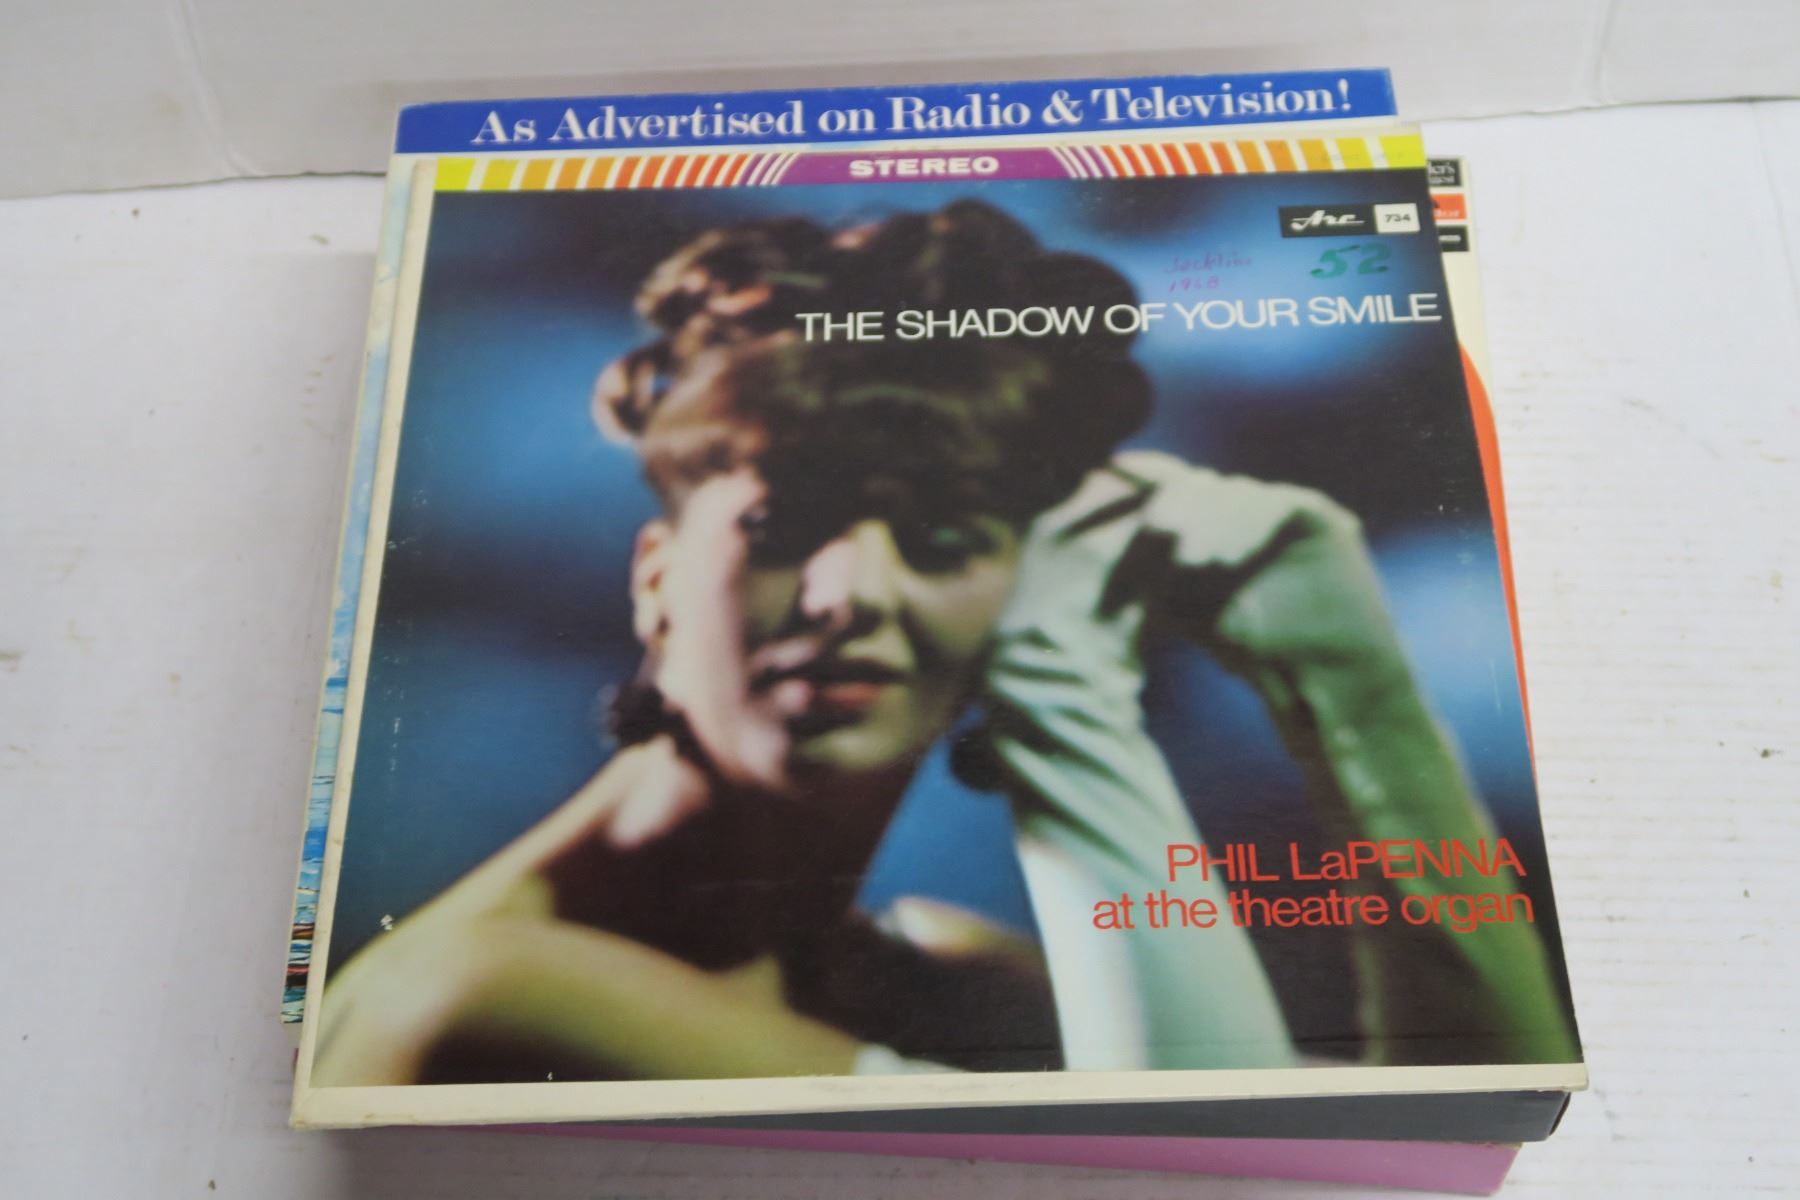 As Advertised on Radio & Television!
STEREO
Arc 734
52
1968
THE SHADOW OF YOUR SMILE
PHIL LaPENNA
at the theatre organ